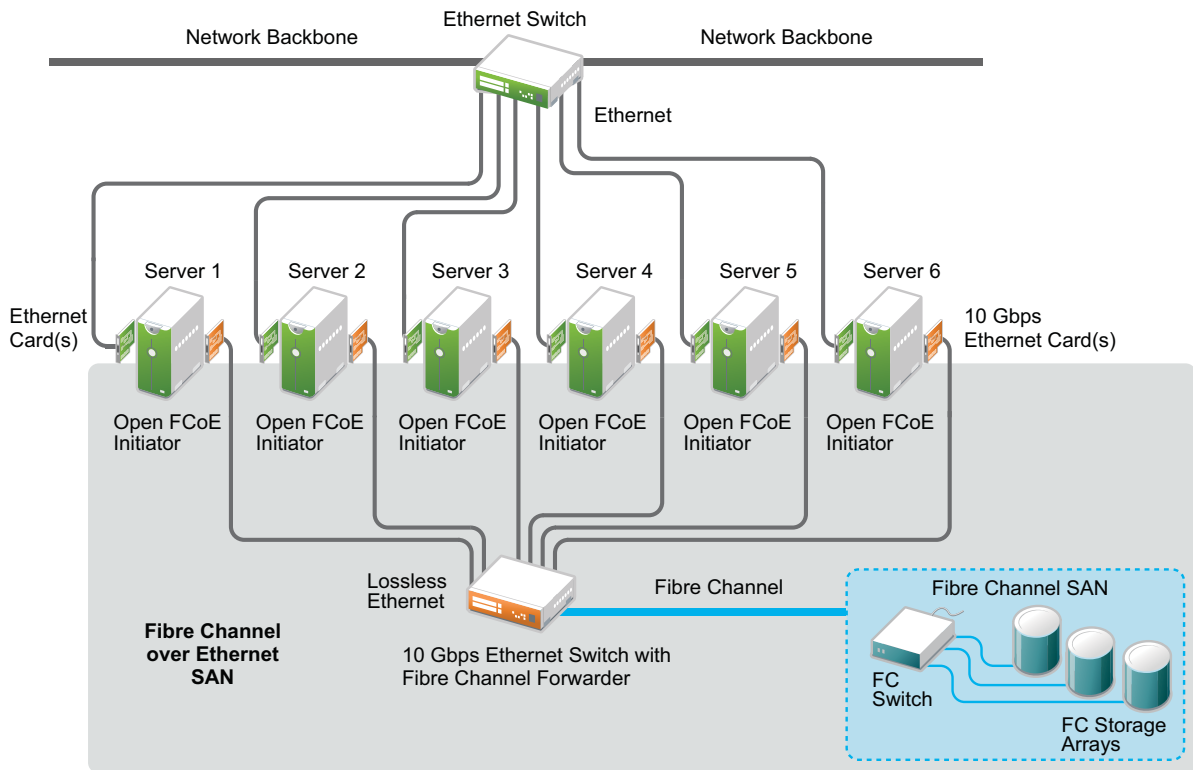 Ethernet Switch
Network Backbone
Network Backbone
Ethernet
Server 1
Server 2
Server 3
Server 4
Server 5
Server 6
Ethernet
Card(s)
10 Gbps
Ethernet Card(s)
Open FCoE
Initiator
Open FCoE
Initiator
Open FCoE
Initiator
Open FCoE
Initiator
Open FCoE
Initiator
Open FCoE
Initiator
Lossless
Ethernet
Fibre Channel
Fibre Channel SAN
Fibre Channel
over Ethernet
SAN
10 Gbps Ethernet Switch with
Fibre Channel Forwarder
FC
Switch
FC Storage
Arrays